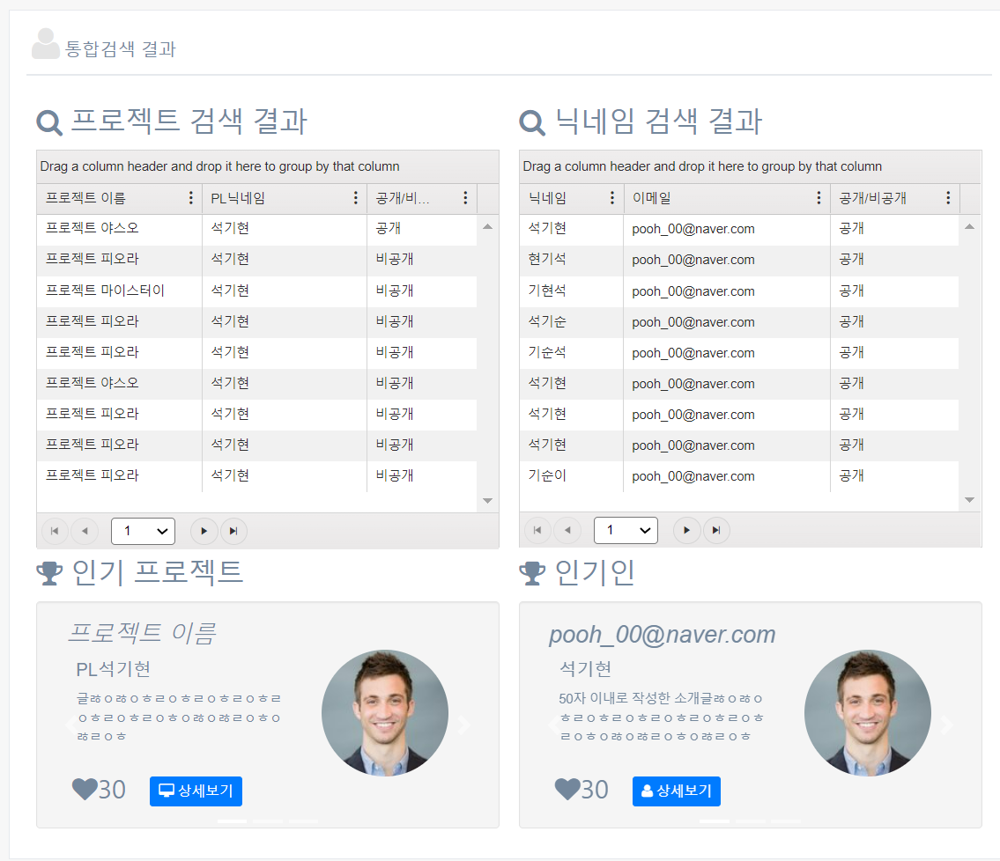 통합검색 결과
프로젝트 검색 결과
Drag a column header and drop it here to group by that column
프로젝트 이름 PL닉네임 공개/비...
프로젝트 야스오 석기현 공개
프로젝트 피오라 석기현 비공개
프로젝트 마이스터이 석기현 비공개
프로젝트 피오라 석기현 비공개
프로젝트 피오라 석기현 비공개
프로젝트 야스오 석기현 비공개
프로젝트 피오라 석기현 비공개
프로젝트 피오라 석기현 비공개
프로젝트 피오라 석기현 비공개
1
닉네임 검색 결과
Drag a column header and drop it here to group by that column
닉네임 이메일 공개/비공개
석기현 pooh_00@naver.com 공개
현기석 pooh_00@naver.com 공개
기현석 pooh_00@naver.com 공개
석기순 pooh_00@naver.com 공개
기순석 pooh_00@naver.com 공개
석기현 pooh_00@naver.com 공개
석기현 pooh_00@naver.com 공개
석기현 pooh_00@naver.com 공개
기순이 pooh_00@naver.com 공개
1
인기 프로젝트
프로젝트 이름
PL석기현
글ㅀㅇㅀㅇㅎㄹㅇㅎㄹㅇㅎㄹㅇㅎㄹ
ㅇㅎㄹㅇㅎㄹㅇㅎㅇㅀㅇㅀㄹㅇㅎㅇ
ㅀㄹㅇㅎ
30
상세보기
인기인
pooh_00@naver.com
석기현
50자 이내로 작성한 소개글ㅀㅇㅀㅇ
ㅎㄹㅇㅎㄹㅇㅎㄹㅇㅎㄹㅇㅎㄹㅇㅎ
ㄹㅇㅎㅇㅀㅇㅀㄹㅇㅎㅇㅀㄹㅇㅎ
30
상세보기